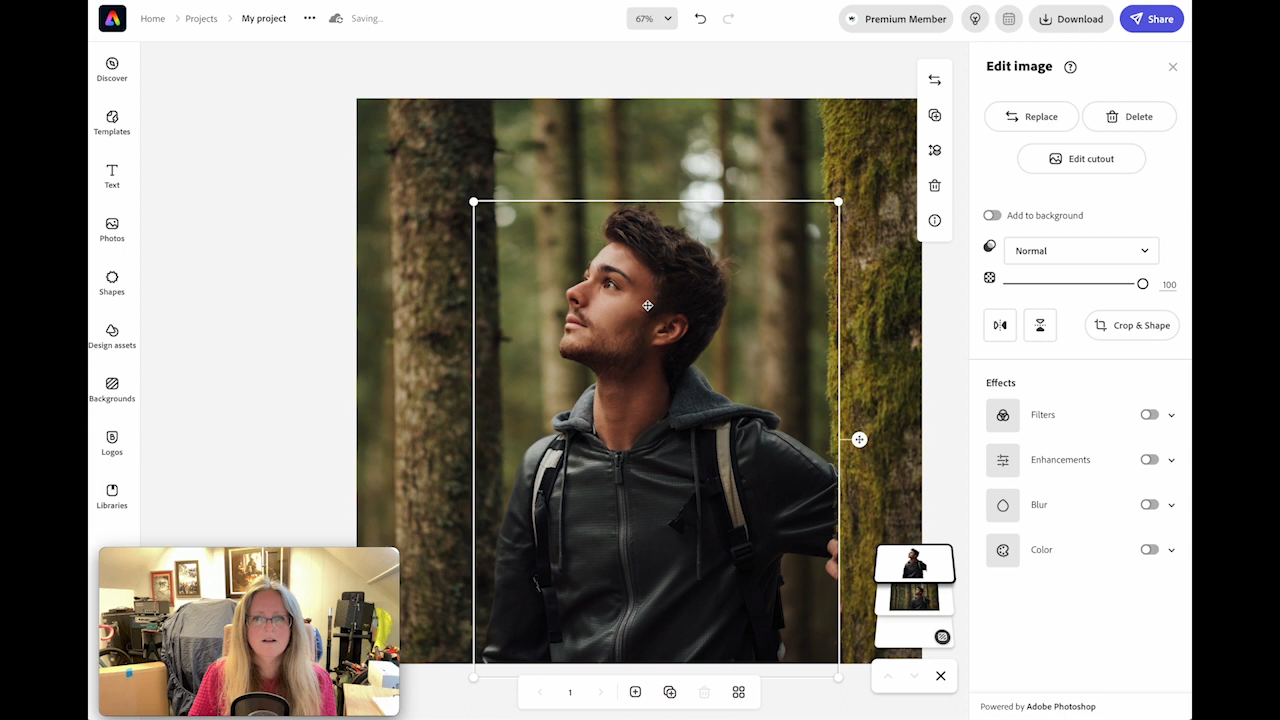 Home Projects My project ••• Saving...
67%
Premium Member
Download
Share
Discover
Templates
Text
Photos
Shapes
Design assets
Backgrounds
Logos
Libraries
1
Edit image
Replace Delete
Edit cutout
Add to background
Normal
100
Crop & Shape
Effects
Filters
Enhancements
Blur
Color
Powered by Adobe Photoshop